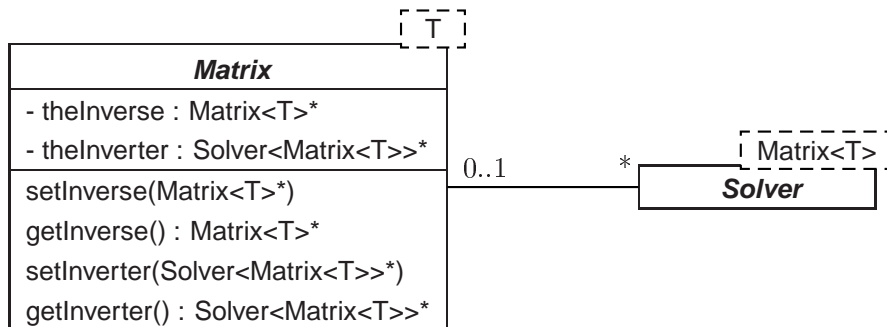 T
Matrix
- theInverse : Matrix<T>*
- theInverter : Solver<Matrix<T>>*
setInverse(Matrix<T>*)
getInverse() : Matrix<T>*
setInverter(Solver<Matrix<T>>*)
getInverter() : Solver<Matrix<T>>*
0..1 *
Matrix<T>
Solver